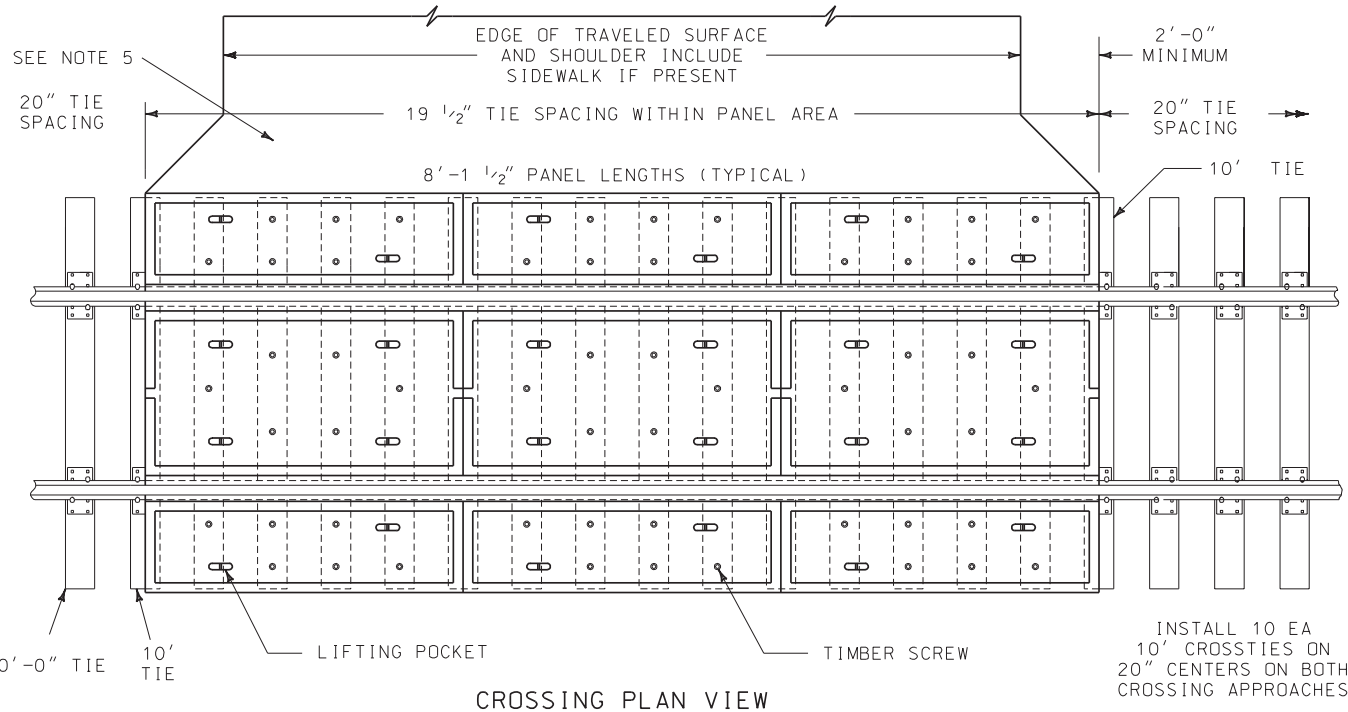 EDGE OF TRAVELED SURFACE
AND SHOULDER INCLUDE
SIDEWALK IF PRESENT
2'-0"
MINIMUM
SEE NOTE 5
20" TIE
SPACING
19 1/2" TIE SPACING WITHIN PANEL AREA
20" TIE
SPACING
8'-1 1/2" PANEL LENGTHS (TYPICAL)
10' TIE
0'-0" TIE
10'
TIE
LIFTING POCKET
TIMBER SCREW
INSTALL 10 EA
10' CROSSTIES ON
20" CENTERS ON BOTH
CROSSING APPROACHES
CROSSING PLAN VIEW